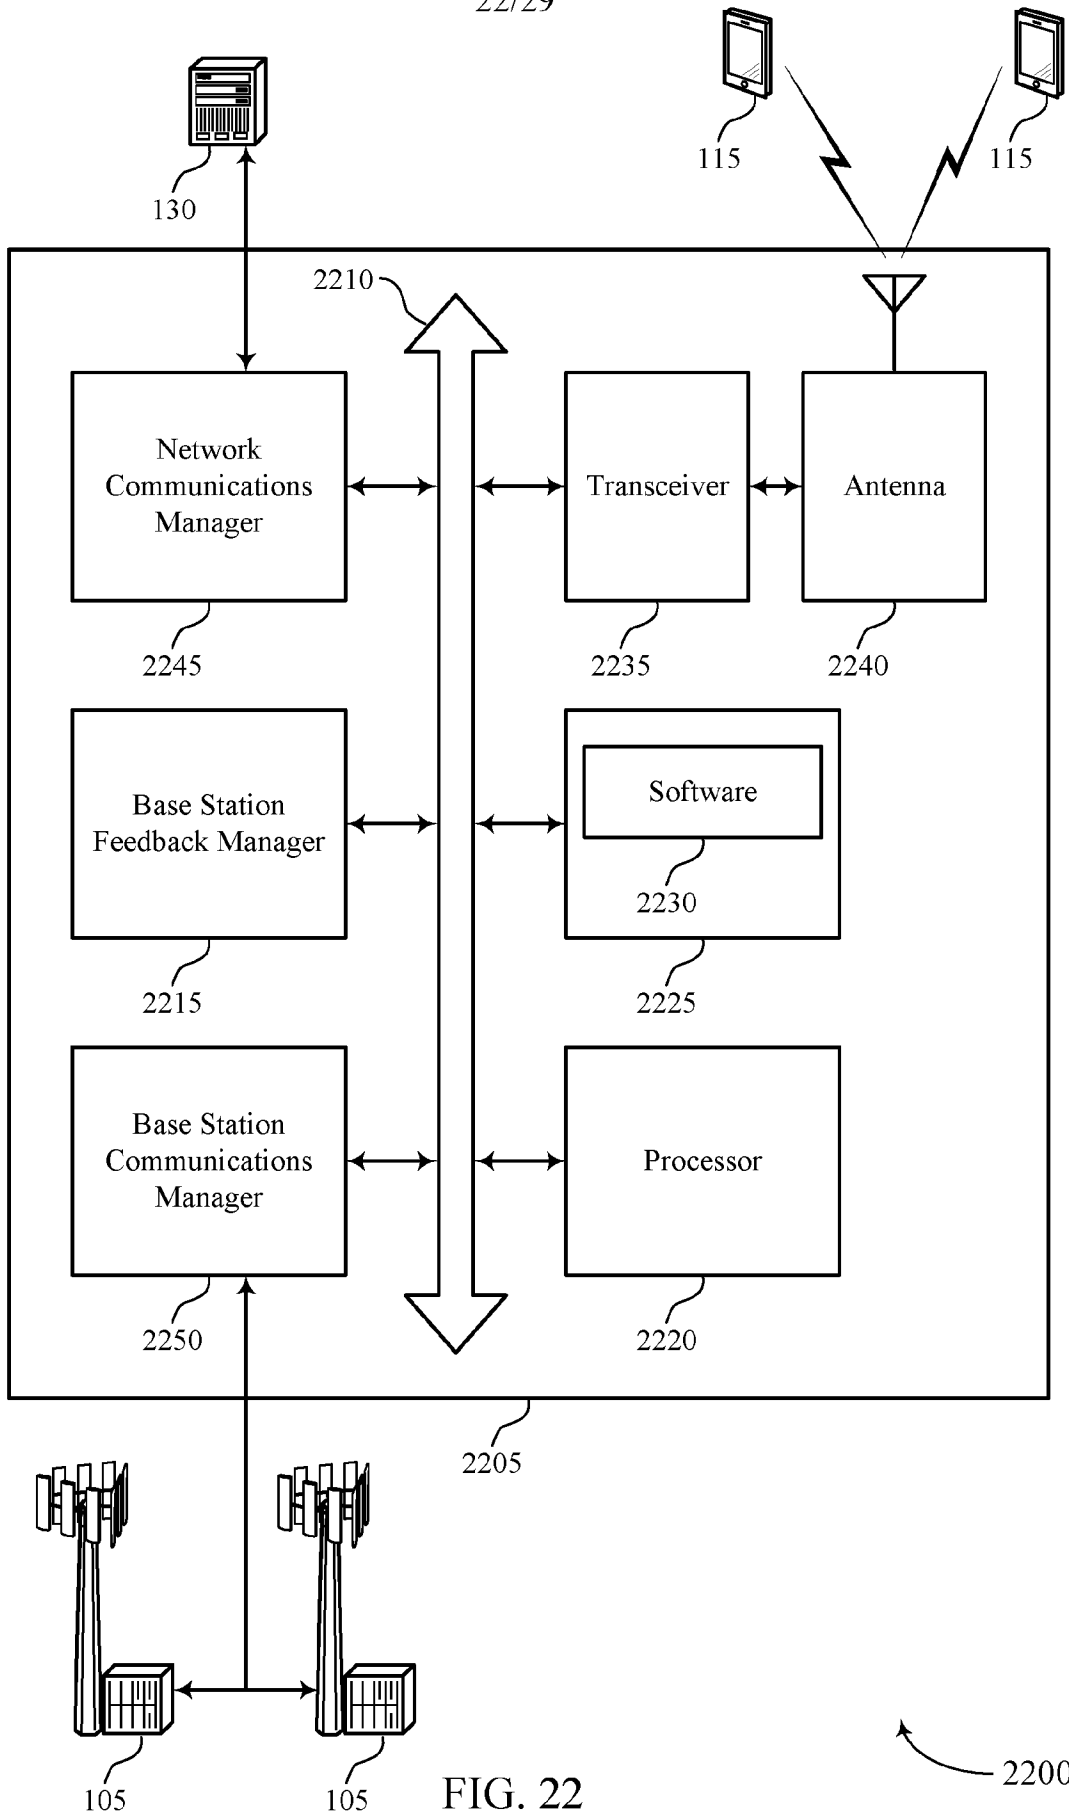 22/29
115
115
130
2210
Network
Communications
Manager
Transceiver
Antenna
2245
2235
2240
Base Station
Feedback Manager
Software
2230
2215
2225
Base Station
Communications
Manager
Processor
2250
2220
2205
105
105
FIG. 22
2200